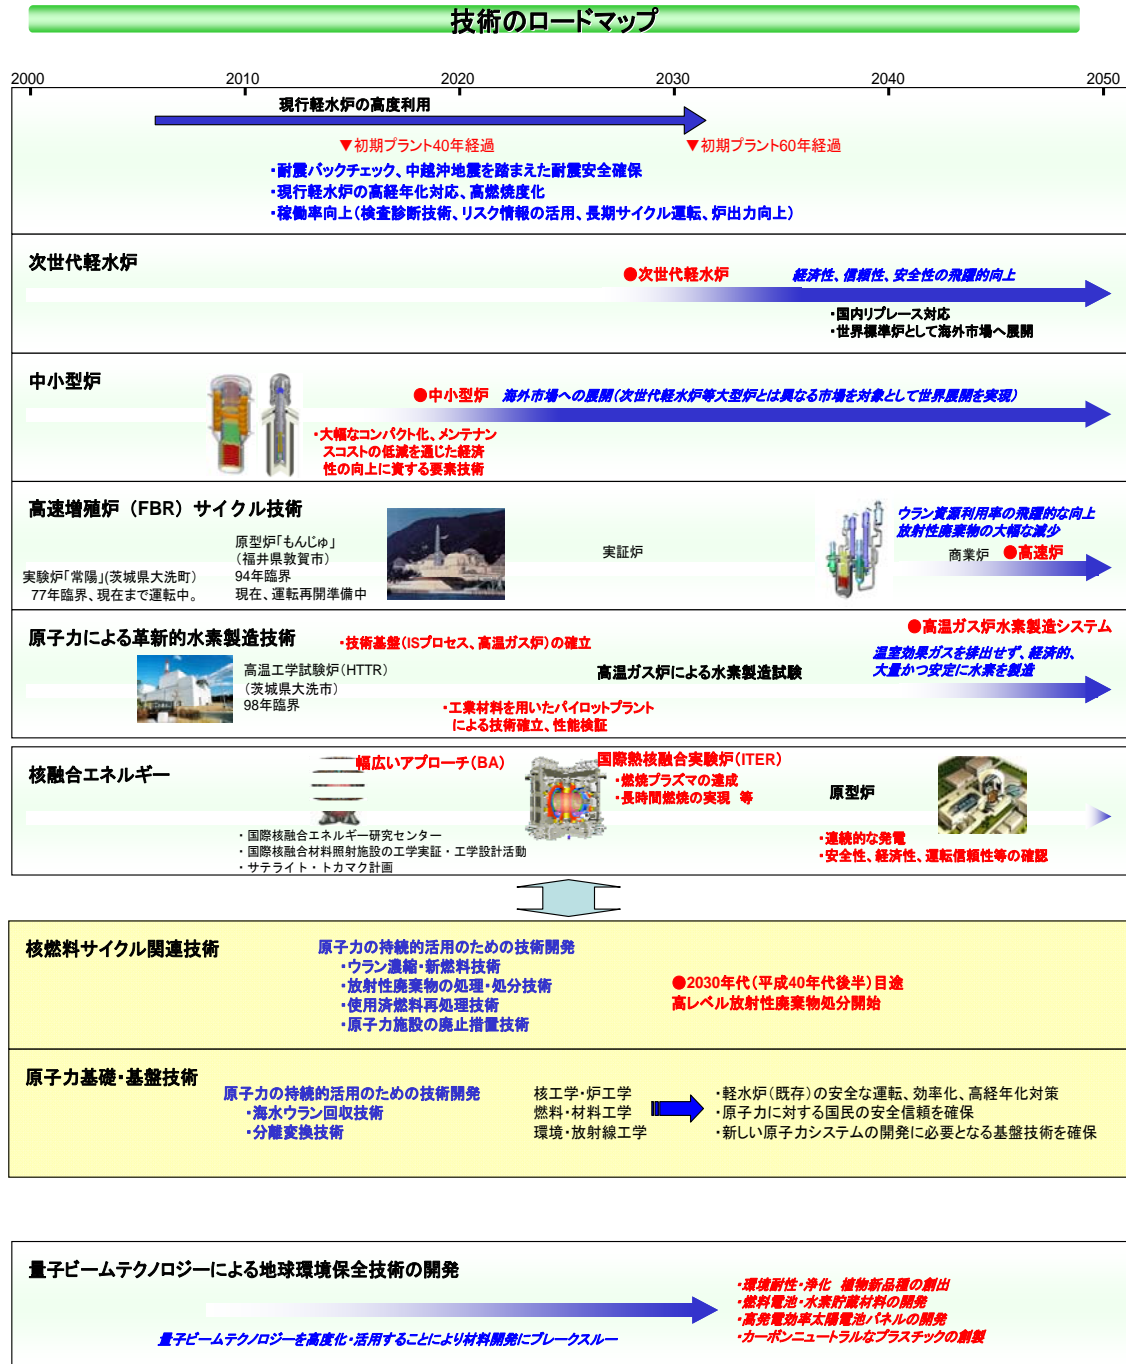 技術のロードマップ
2000 2010 2020 2030 2040 2050
現行軽水炉の高度利用
▼初期プラント40年経過 ▼初期プラント60年経過
・耐震バックチェック、中越沖地震を踏まえた耐震安全確保
・現行軽水炉の高経年化対応、高燃焼度化
・稼働率向上（検査診断技術、リスク情報の活用、長期サイクル運転、炉出力向上）
次世代軽水炉
●次世代軽水炉 経済性、信頼性、安全性の飛躍的向上
・国内リプレース対応
・世界標準炉として海外市場へ展開
中小型炉
●中小型炉 海外市場への展開（次世代軽水炉等大型炉とは異なる市場を対象として世界展開を実現）
・大幅なコンパクト化、メンテナン
スコストの低減を通じた経済
性の向上に資する要素技術
高速増殖炉（FBR）サイクル技術
実験炉「常陽」(茨城県大洗町)
77年臨界、現在まで運転中。
原型炉「もんじゅ」
（福井県敦賀市）
94年臨界
現在、運転再開準備中
実証炉
ウラン資源利用率の飛躍的な向上
放射性廃棄物の大幅な減少
商業炉 ●高速炉
原子力による革新的水素製造技術
・技術基盤(ISプロセス、高温ガス炉)の確立
高温工学試験炉(HTTR)
（茨城県大洗市）
98年臨界
・工業材料を用いたパイロットプラント
による技術確立、性能検証
高温ガス炉による水素製造試験
●高温ガス炉水素製造システム
温室効果ガスを排出せず、経済的、
大量かつ安定に水素を製造
核融合エネルギー
幅広いアプローチ(BA)
・国際核融合エネルギー研究センター
・国際核融合材料照射施設の工学実証・工学設計活動
・サテライト・トカマク計画
国際熱核融合実験炉(ITER)
・燃焼プラズマの達成
・長時間燃焼の実現 等
原型炉
・連続的な発電
・安全性、経済性、運転信頼性等の確認
核燃料サイクル関連技術
原子力の持続的活用のための技術開発
・ウラン濃縮・新燃料技術
・放射性廃棄物の処理・処分技術
・使用済燃料再処理技術
・原子力施設の廃止措置技術
●2030年代（平成40年代後半）目途
高レベル放射性廃棄物処分開始
原子力基礎・基盤技術
原子力の持続的活用のための技術開発
・海水ウラン回収技術
・分離変換技術
核工学・炉工学
燃料・材料工学
環境・放射線工学
・軽水炉（既存）の安全な運転、効率化、高経年化対策
・原子力に対する国民の安全信頼を確保
・新しい原子力システムの開発に必要となる基盤技術を確保
量子ビームテクノロジーによる地球環境保全技術の開発
量子ビームテクノロジーを高度化・活用することにより材料開発にブレークスルー
・環境耐性・浄化 植物新品種の創出
・燃料電池・水素貯蔵材料の開発
・高発電効率太陽電池パネルの開発
・カーボンニュートラルなプラスチックの創製